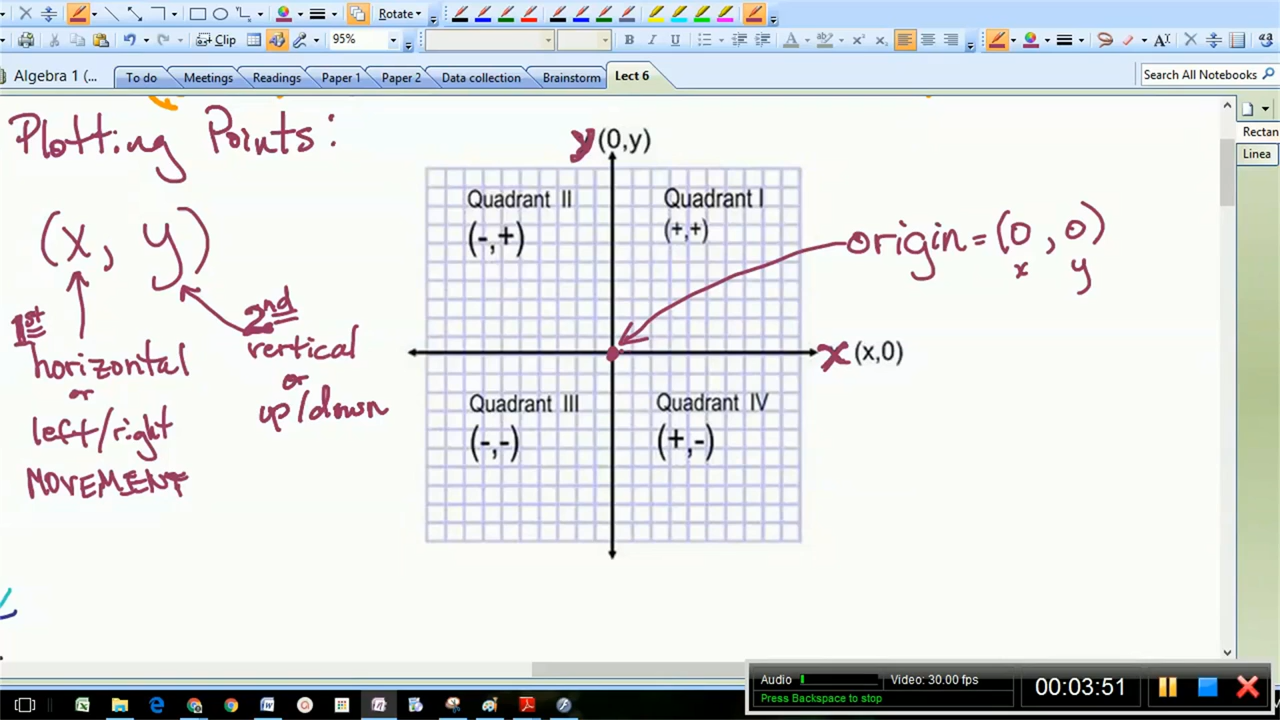 Rotate
Clip
95%
B I U
Algebra 1 (...
To do
Meetings
Readings
Paper 1
Paper 2
Data collection
Brainstorm
Lect 6
Search All Notebooks
Rectan
Linea
Plotting Points:
(x, y)
1st
horizontal
or
left/right
MOVEMENT
2nd
vertical
or
up/down
y (0,y)
Quadrant II
(-,+)
Quadrant I
(+,+)
origin = (0, 0)
x y
x (x,0)
Quadrant III
(-,-)
Quadrant IV
(+,-)
Audio
Video: 30.00 fps
Press Backspace to stop
00:03:51